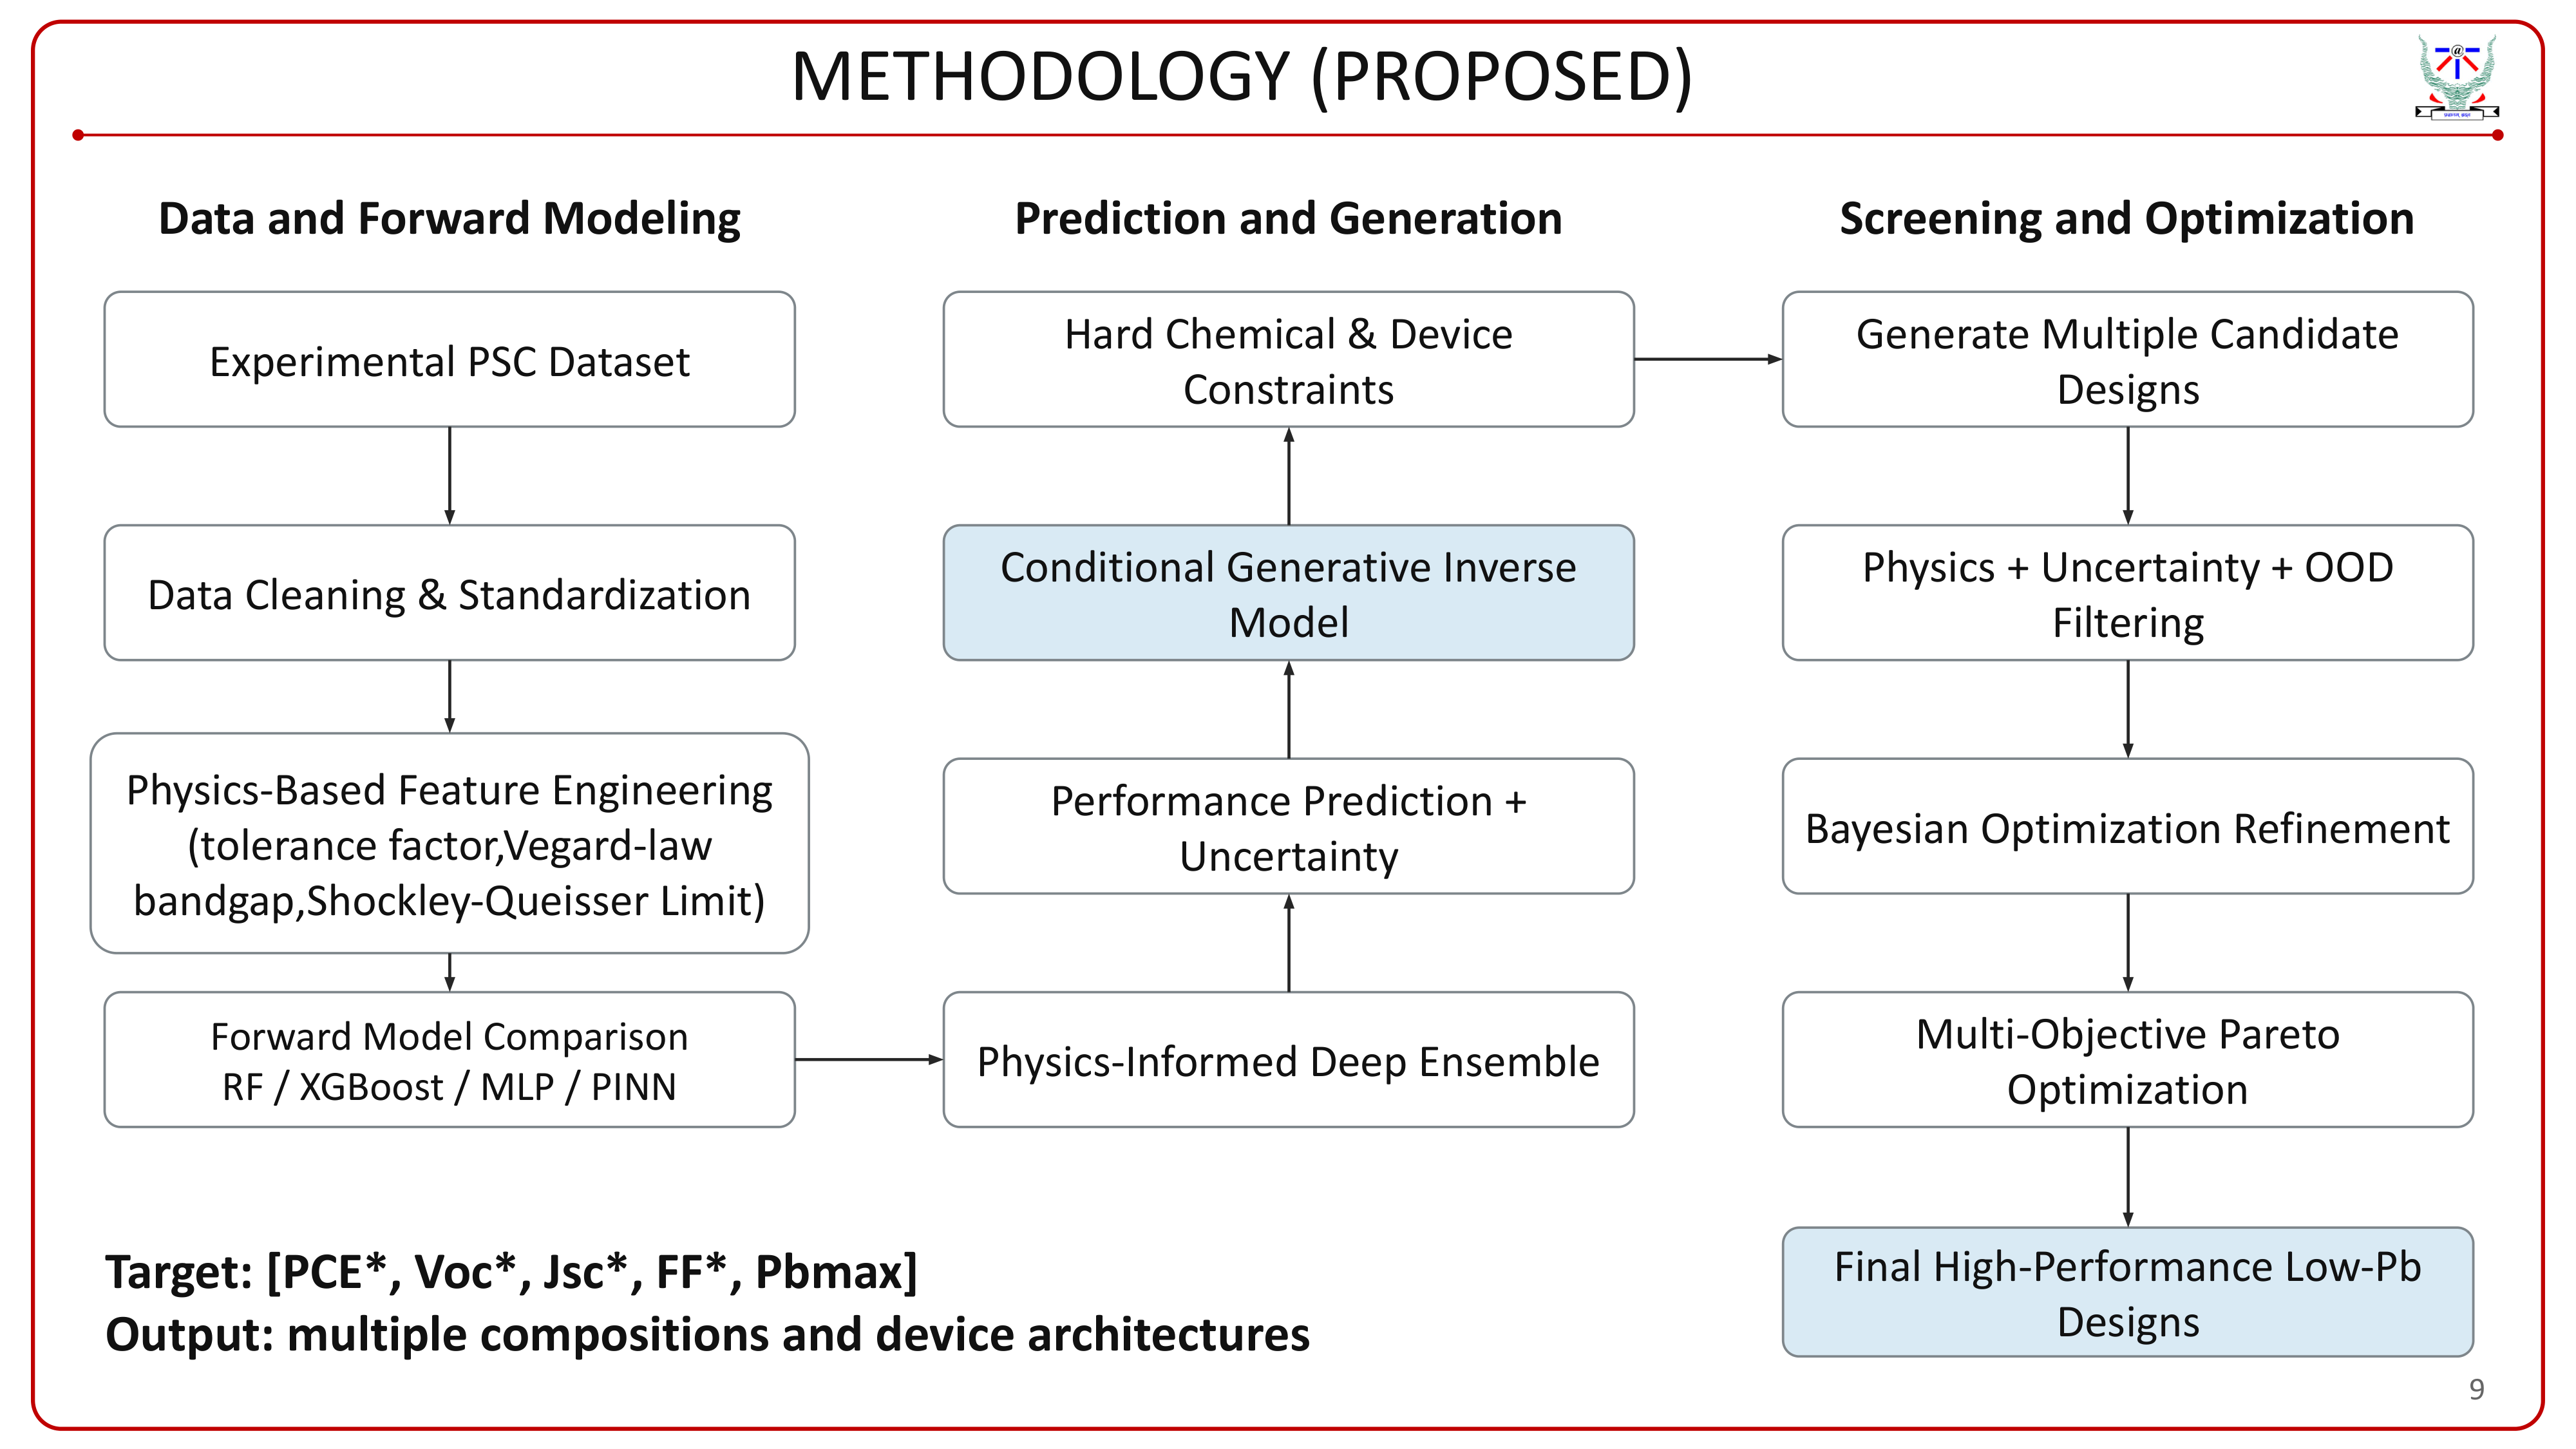 METHODOLOGY (PROPOSED)
@
Data and Forward Modeling
Experimental PSC Dataset
Data Cleaning & Standardization
Physics-Based Feature Engineering
(tolerance factor,Vegard-law
bandgap,Shockley-Queisser Limit)
Forward Model Comparison
RF / XGBoost / MLP / PINN
Prediction and Generation
Hard Chemical & Device
Constraints
Conditional Generative Inverse
Model
Performance Prediction +
Uncertainty
Physics-Informed Deep Ensemble
Screening and Optimization
Generate Multiple Candidate
Designs
Physics + Uncertainty + OOD
Filtering
Bayesian Optimization Refinement
Multi-Objective Pareto
Optimization
Final High-Performance Low-Pb
Designs
Target: [PCE*, Voc*, Jsc*, FF*, Pbmax]
Output: multiple compositions and device architectures
9